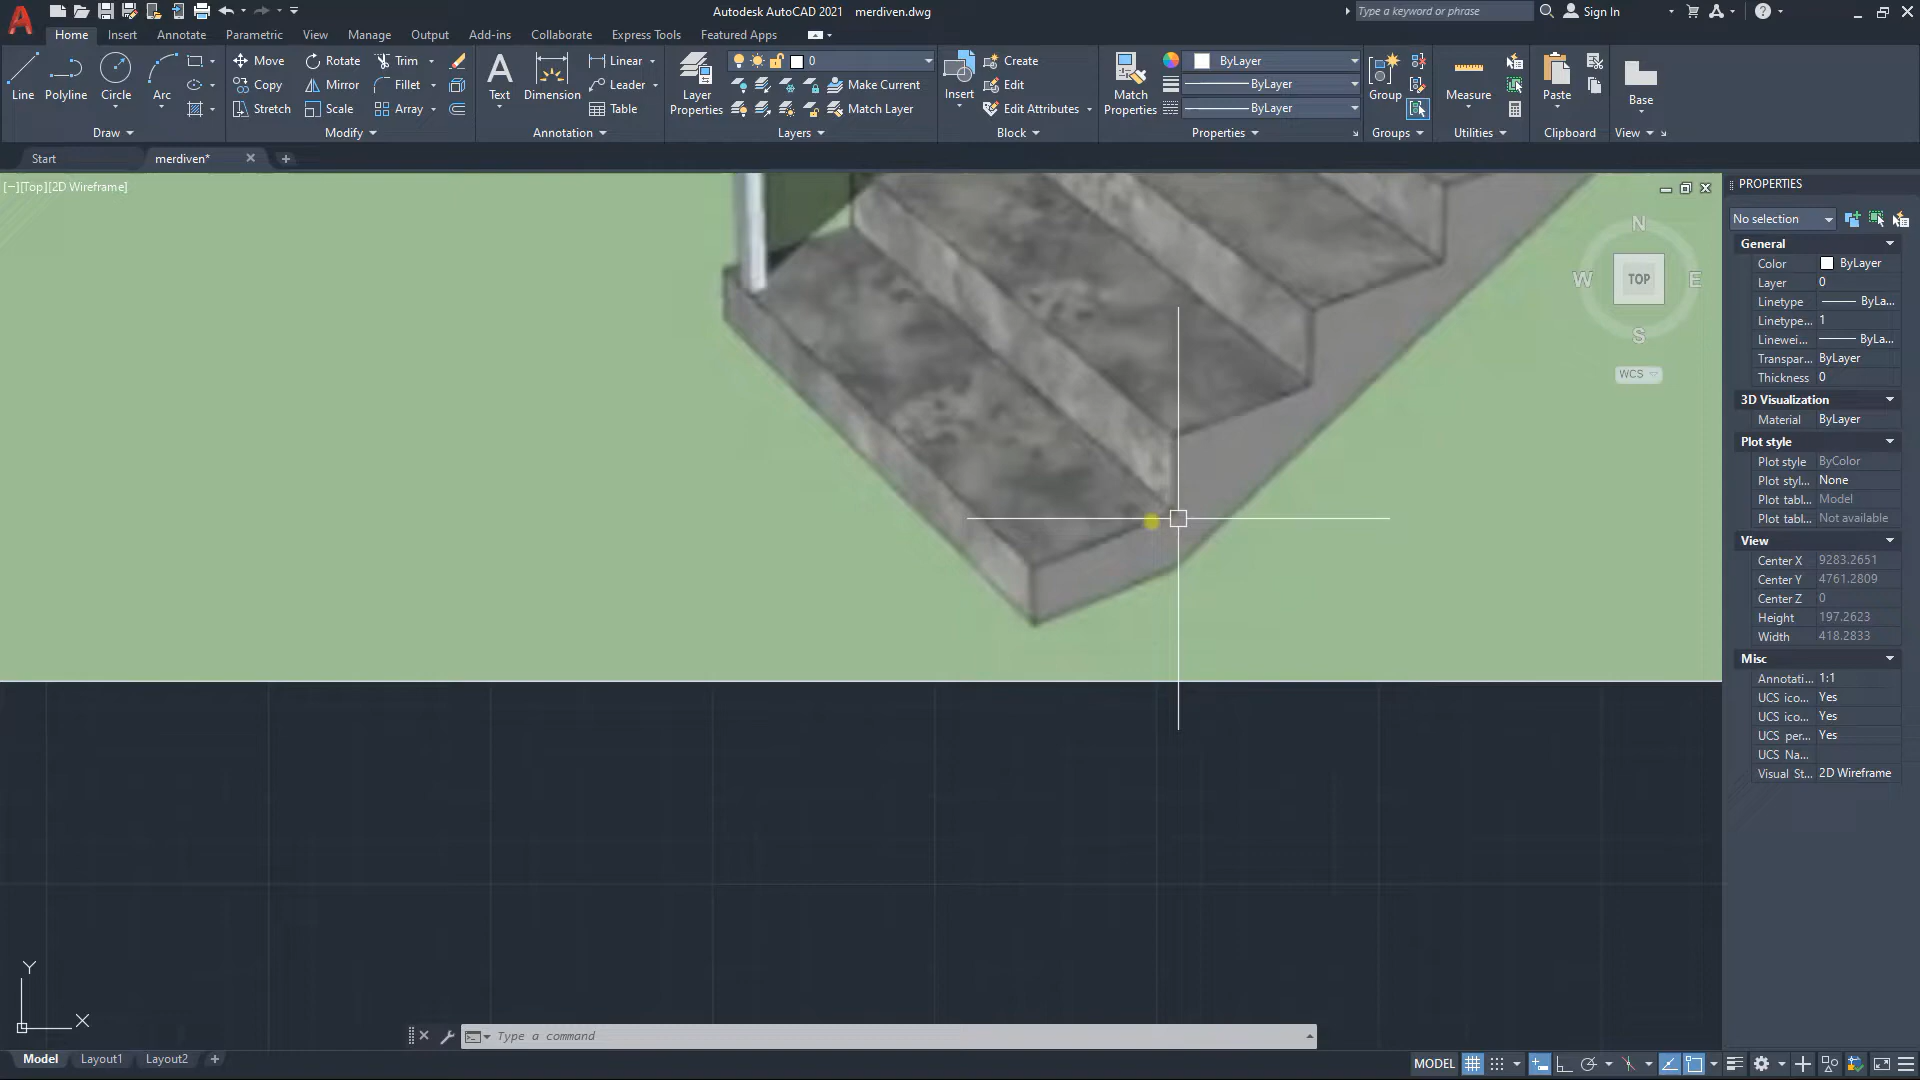 Autodesk AutoCAD 2021 merdiven.dwg
Type a keyword or phrase
Sign In
Home Insert Annotate Parametric View Manage Output Add-ins Collaborate Express Tools Featured Apps
Line Polyline Circle Arc
Move Rotate Trim
Copy Mirror Fillet
Stretch Scale Array
Text Dimension
Linear
Leader
Table
Layer Properties
0
Make Current
Match Layer
Insert
Create
Edit
Edit Attributes
Match Properties
ByLayer
ByLayer
ByLayer
Group
Measure
Paste
Base
Draw Modify Annotation Layers Block Properties Groups Utilities Clipboard View
Start merdiven*
[−][Top][2D Wireframe]
N
W TOP E
S
WCS
PROPERTIES
No selection
General
Color ByLayer
Layer 0
Linetype ByLa...
Linetype... 1
Linewei... ByLa...
Transpar... ByLayer
Thickness 0
3D Visualization
Material ByLayer
Plot style
Plot style ByColor
Plot styl... None
Plot tabl... Model
Plot tabl... Not available
View
Center X 9283.2651
Center Y 4761.2809
Center Z 0
Height 197.2623
Width 418.2833
Misc
Annotati... 1:1
UCS ico... Yes
UCS ico... Yes
UCS per... Yes
UCS Na...
Visual St... 2D Wireframe
Y
X
Type a command
Model Layout1 Layout2
MODEL